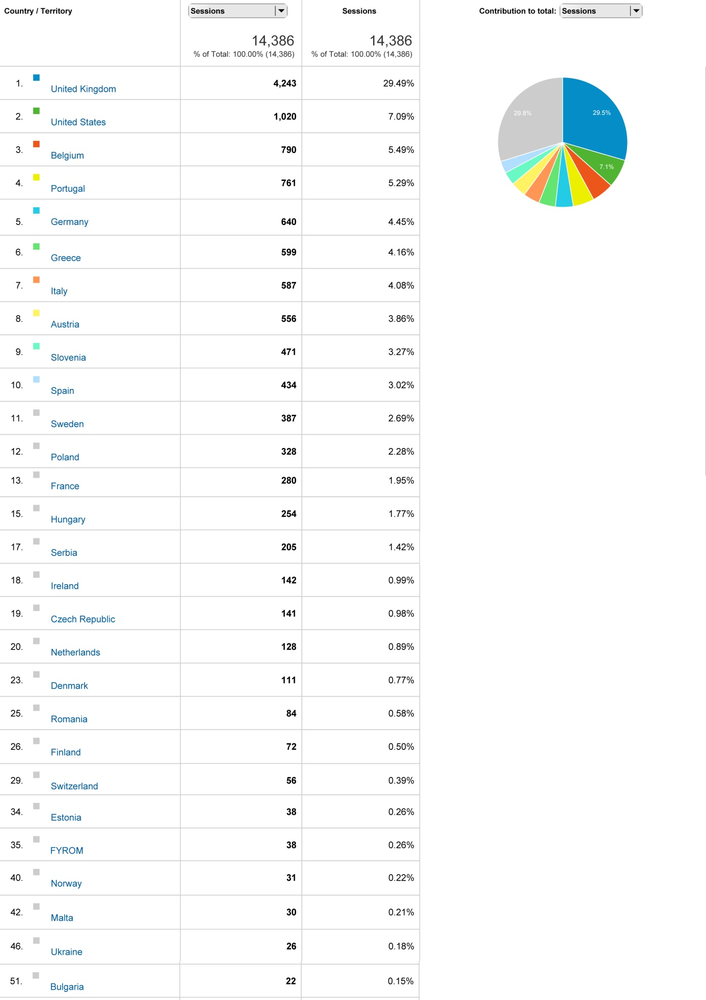 Country / Territory Sessions Sessions Contribution to total: Sessions
14,386 14,386
% of Total: 100.00% (14,386) % of Total: 100.00% (14,386)
1. United Kingdom 4,243 29.49%
2. United States 1,020 7.09%
3. Belgium 790 5.49%
4. Portugal 761 5.29%
5. Germany 640 4.45%
6. Greece 599 4.16%
7. Italy 587 4.08%
8. Austria 556 3.86%
9. Slovenia 471 3.27%
10. Spain 434 3.02%
11. Sweden 387 2.69%
12. Poland 328 2.28%
13. France 280 1.95%
15. Hungary 254 1.77%
17. Serbia 205 1.42%
18. Ireland 142 0.99%
19. Czech Republic 141 0.98%
20. Netherlands 128 0.89%
23. Denmark 111 0.77%
25. Romania 84 0.58%
26. Finland 72 0.50%
29. Switzerland 56 0.39%
34. Estonia 38 0.26%
35. FYROM 38 0.26%
40. Norway 31 0.22%
42. Malta 30 0.21%
46. Ukraine 26 0.18%
51. Bulgaria 22 0.15%
29.8% 29.5%
7.1%